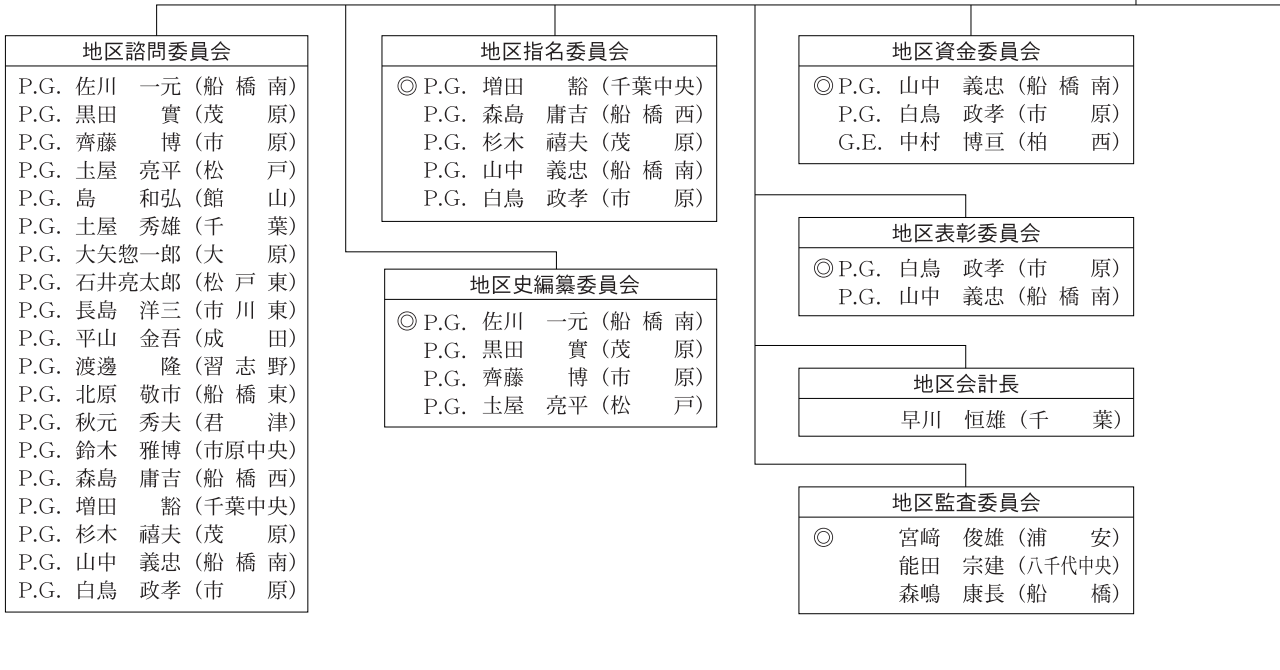 地区諮問委員会
P.G. 佐川 一元（船橋南）
P.G. 黒田 實（茂原）
P.G. 齊藤 博（市原）
P.G. 圡屋 亮平（松戸）
P.G. 島 和弘（館山）
P.G. 土屋 秀雄（千葉）
P.G. 大矢惣一郎（大原）
P.G. 石井亮太郎（松戸東）
P.G. 長島 洋三（市川東）
P.G. 平山 金吾（成田）
P.G. 渡邊 隆（習志野）
P.G. 北原 敬市（船橋東）
P.G. 秋元 秀夫（君津）
P.G. 鈴木 雅博（市原中央）
P.G. 森島 庸吉（船橋西）
P.G. 増田 豁（千葉中央）
P.G. 杉木 禧夫（茂原）
P.G. 山中 義忠（船橋南）
P.G. 白鳥 政孝（市原）
地区指名委員会
◎P.G. 増田 豁（千葉中央）
P.G. 森島 庸吉（船橋西）
P.G. 杉木 禧夫（茂原）
P.G. 山中 義忠（船橋南）
P.G. 白鳥 政孝（市原）
地区史編纂委員会
◎P.G. 佐川 一元（船橋南）
P.G. 黒田 實（茂原）
P.G. 齊藤 博（市原）
P.G. 圡屋 亮平（松戸）
地区資金委員会
◎P.G. 山中 義忠（船橋南）
P.G. 白鳥 政孝（市原）
G.E. 中村 博亘（柏西）
地区表彰委員会
◎P.G. 白鳥 政孝（市原）
P.G. 山中 義忠（船橋南）
地区会計長
早川 恒雄（千葉）
地区監査委員会
◎ 宮﨑 俊雄（浦安）
能田 宗建（八千代中央）
森嶋 康長（船橋）